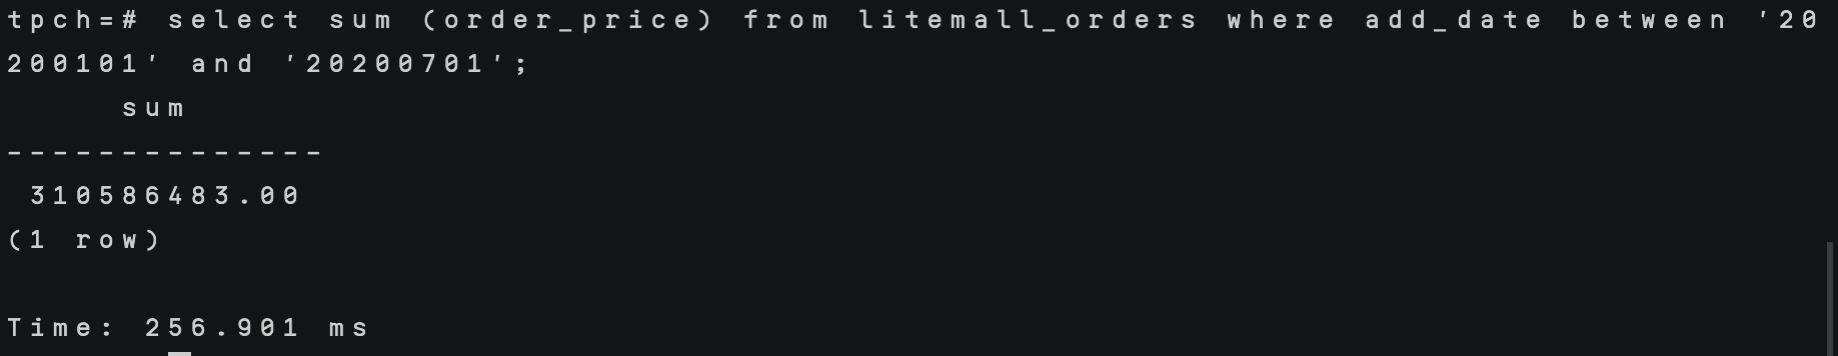 tpch=# select sum (order_price) from litemall_orders where add_date between '20
200101' and '20200701';
sum
--------------
310586483.00
(1 row)
Time: 256.901 ms